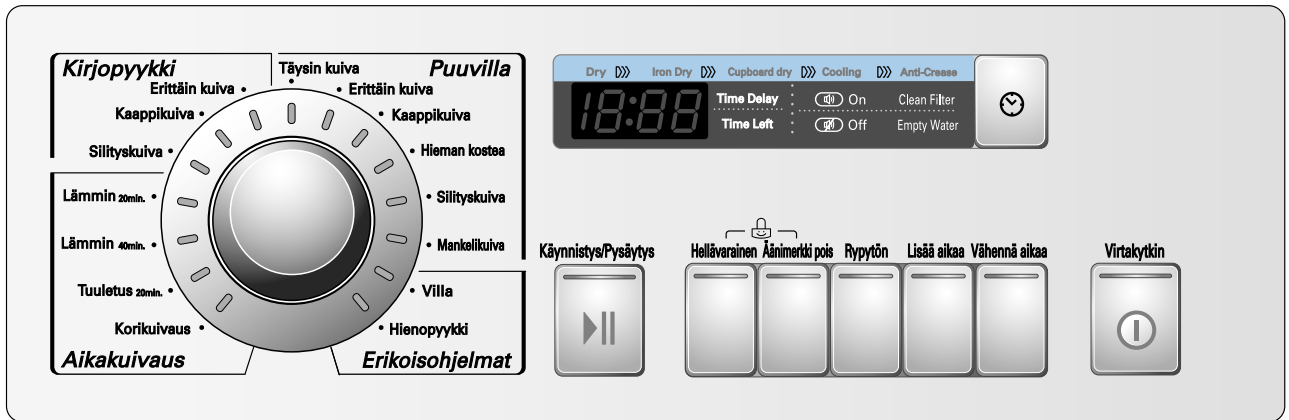 Kirjopyykki
Erittäin kuiva
Kaappikuiva
Silityskuiva
Lämmin 20min.
Lämmin 40min.
Tuuletus 20min.
Korikuivaus
Aikakuivaus
Puuvilla
Täysin kuiva
Erittäin kuiva
Kaappikuiva
Hieman kostea
Silityskuiva
Mankelikuiva
Villa
Hienopyykki
Erikoisohjelmat
Dry Iron Dry Cupboard dry Cooling Anti-Crease
18:88 Time Delay On Clean Filter
Time Left Off Empty Water
Käynnistys/Pysäytys
Hellävarainen Äänimerkki pois Rypytön Lisää aikaa Vähennä aikaa
Virtakytkin